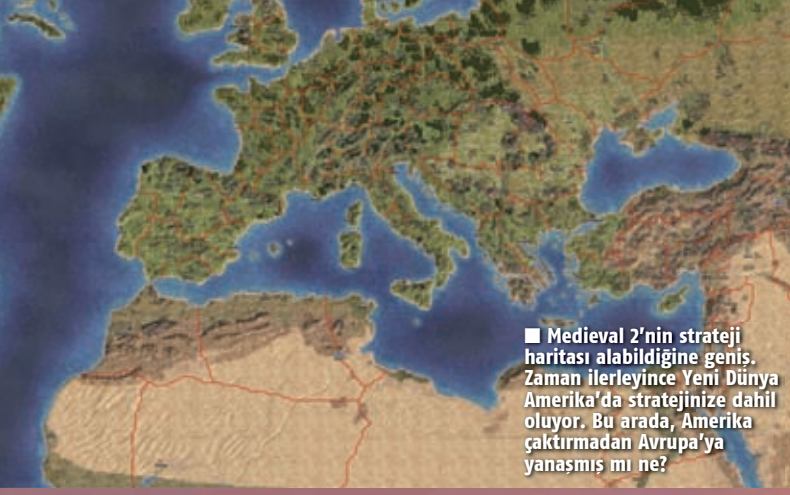 ■ Medieval 2'nin strateji
haritası alabildiğine geniş.
Zaman ilerleyince Yeni Dünya
Amerika'da stratejinize dahil
oluyor. Bu arada, Amerika
çaktırmadan Avrupa'ya
yanaşmış mı ne?